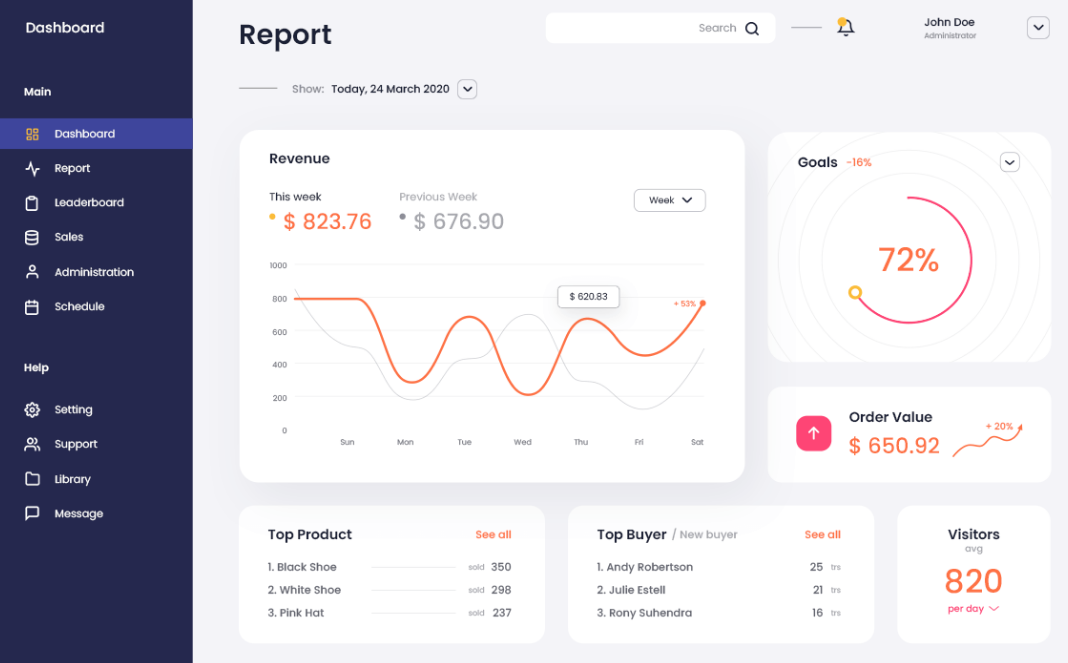 Dashboard
Main
Dashboard
Report
Leaderboard
Sales
Administration
Schedule
Help
Setting
Support
Library
Message
Report
Search
John Doe
Administrator
Show: Today, 24 March 2020
Revenue
This week
$ 823.76
Previous Week
$ 676.90
Week
1000
800
600
400
200
0
$ 620.83
+ 53%
Sun Mon Tue Wed Thu Fri Sat
Goals -16%
72%
Order Value
$ 650.92
+ 20%
Top Product See all
1. Black Shoe sold 350
2. White Shoe sold 298
3. Pink Hat sold 237
Top Buyer / New buyer See all
1. Andy Robertson 25 trs
2. Julie Estell 21 trs
3. Rony Suhendra 16 trs
Visitors
avg
820
per day